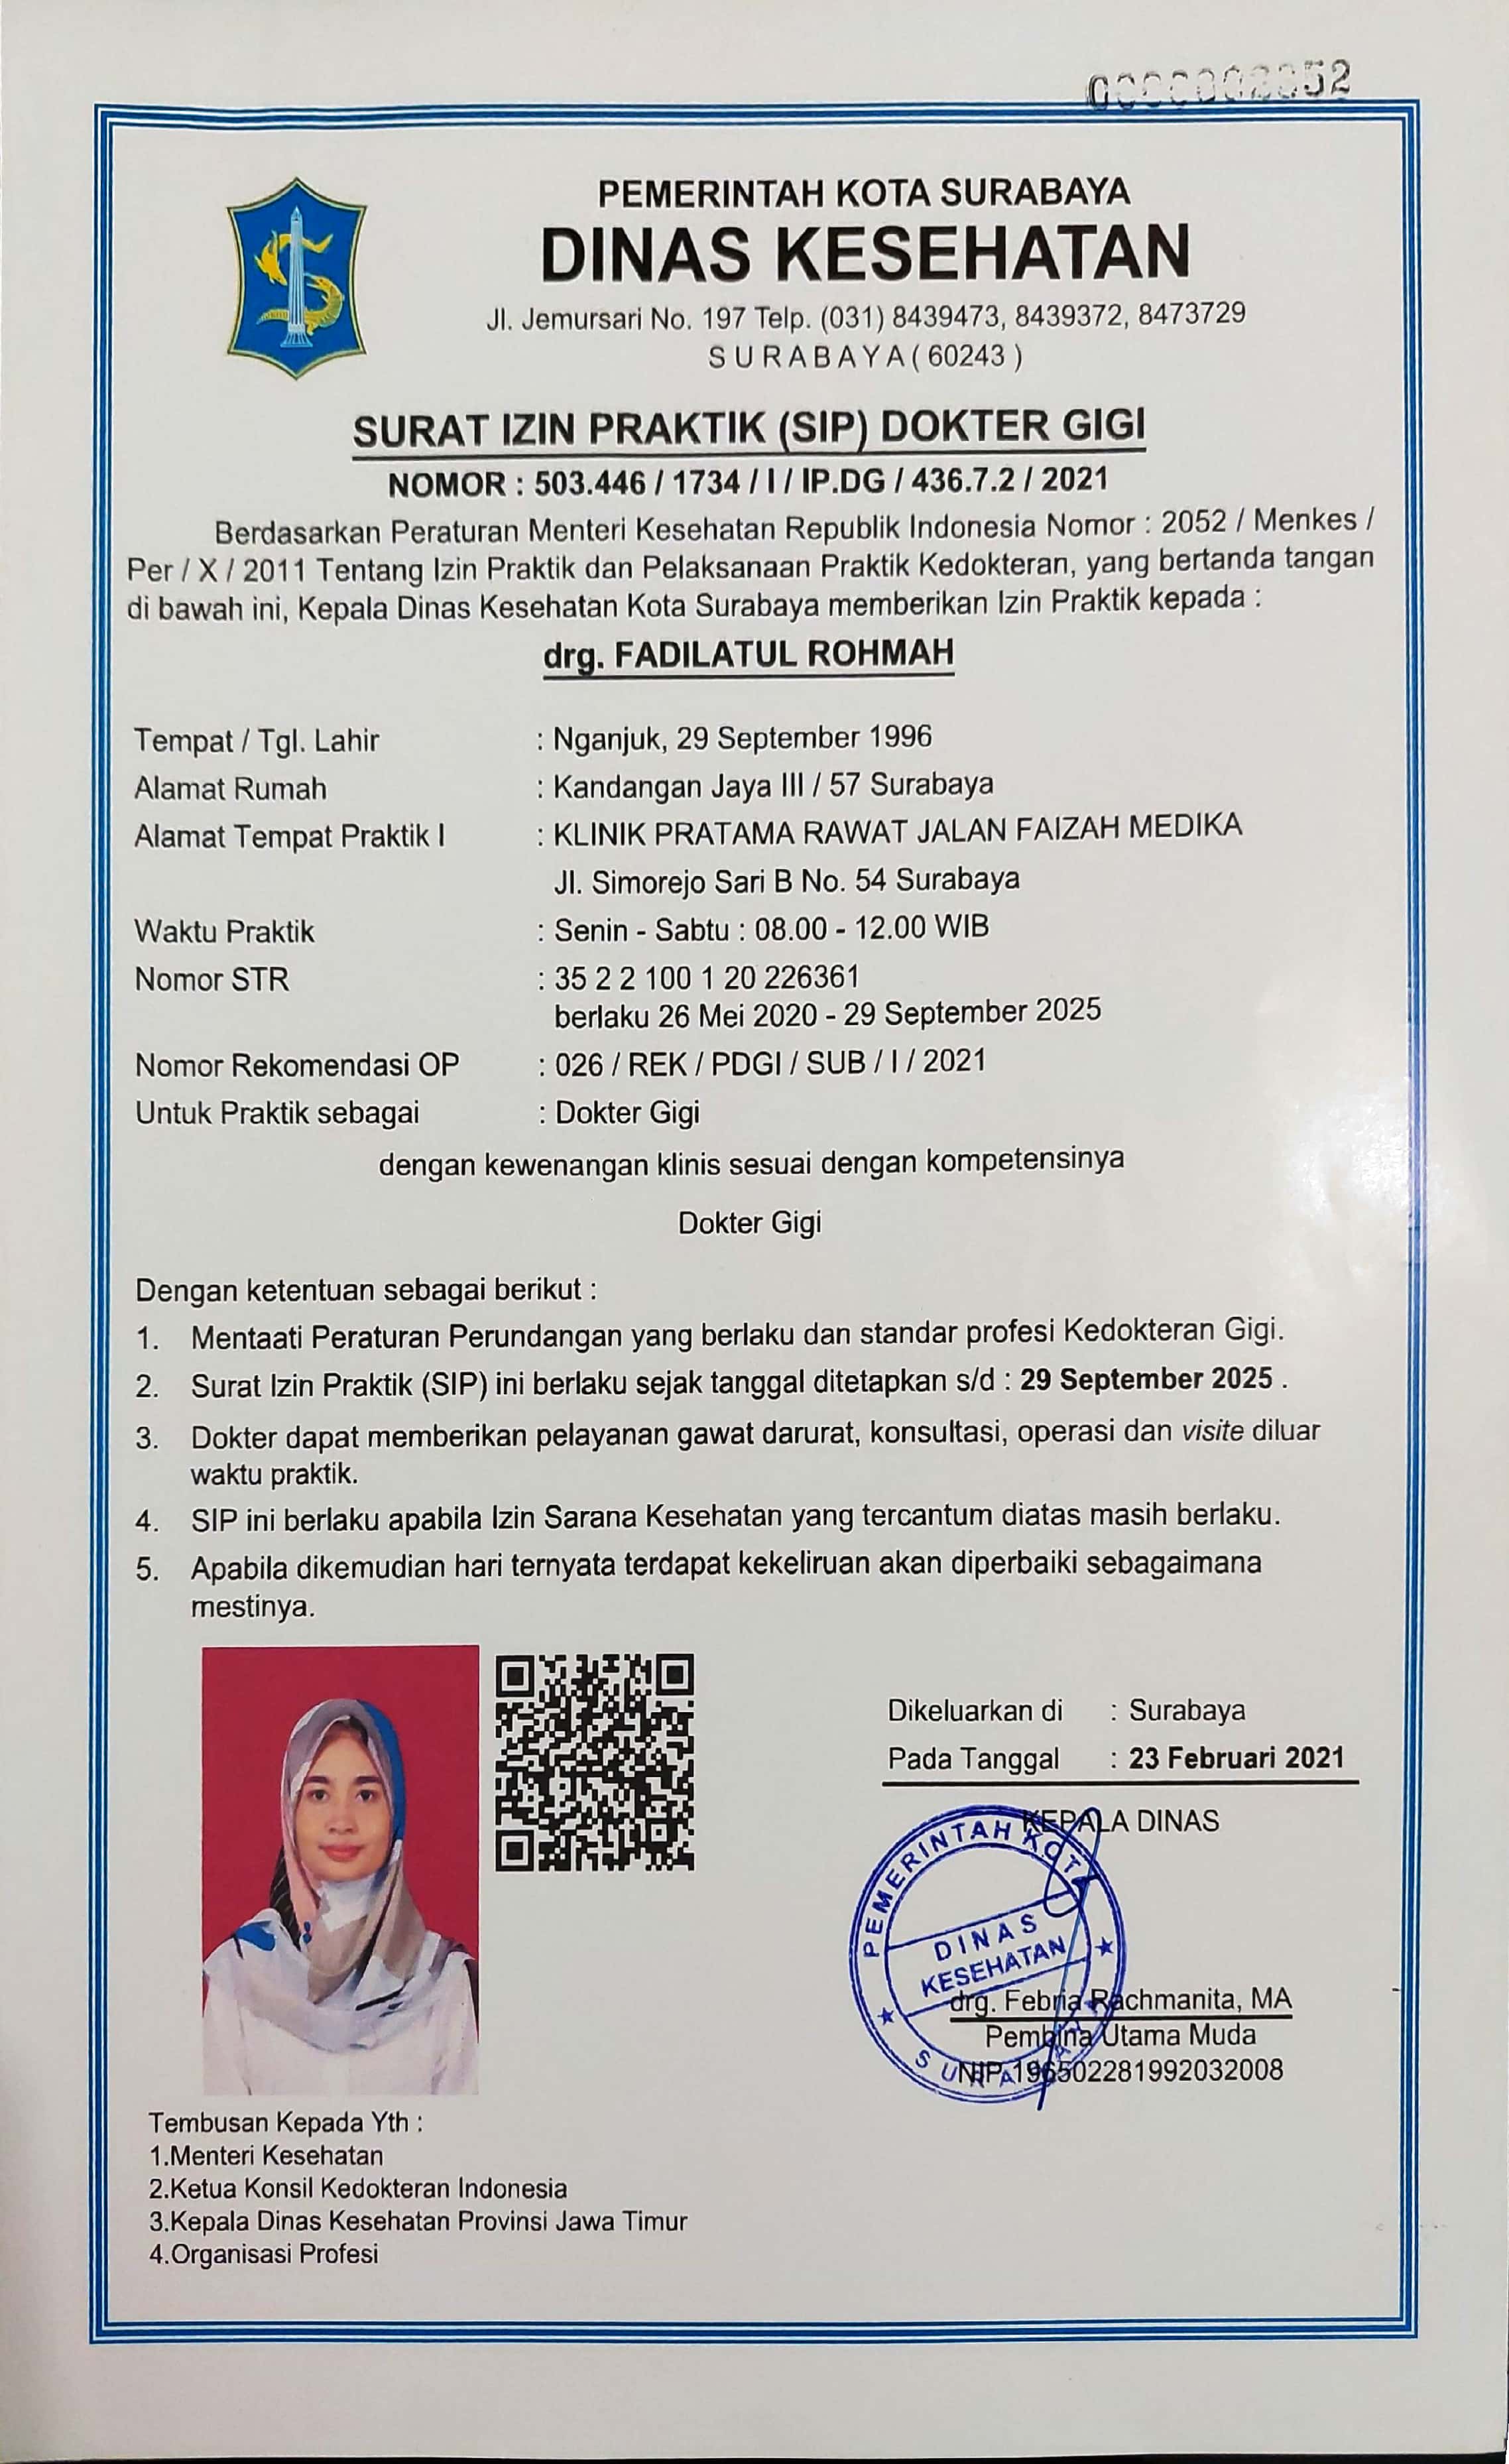 52
PEMERINTAH KOTA SURABAYA
DINAS KESEHATAN
Jl. Jemursari No. 197 Telp. (031) 8439473, 8439372, 8473729
S U R A B A Y A ( 60243 )
SURAT IZIN PRAKTIK (SIP) DOKTER GIGI
NOMOR : 503.446 / 1734 / I / IP.DG / 436.7.2 / 2021
Berdasarkan Peraturan Menteri Kesehatan Republik Indonesia Nomor : 2052 / Menkes /
Per / X / 2011 Tentang Izin Praktik dan Pelaksanaan Praktik Kedokteran, yang bertanda tangan
di bawah ini, Kepala Dinas Kesehatan Kota Surabaya memberikan Izin Praktik kepada :
drg. FADILATUL ROHMAH
Tempat / Tgl. Lahir : Nganjuk, 29 September 1996
Alamat Rumah : Kandangan Jaya III / 57 Surabaya
Alamat Tempat Praktik I : KLINIK PRATAMA RAWAT JALAN FAIZAH MEDIKA
Jl. Simorejo Sari B No. 54 Surabaya
Waktu Praktik : Senin - Sabtu : 08.00 - 12.00 WIB
Nomor STR : 35 2 2 100 1 20 226361
berlaku 26 Mei 2020 - 29 September 2025
Nomor Rekomendasi OP : 026 / REK / PDGI / SUB / I / 2021
Untuk Praktik sebagai : Dokter Gigi
dengan kewenangan klinis sesuai dengan kompetensinya
Dokter Gigi
Dengan ketentuan sebagai berikut :
1. Mentaati Peraturan Perundangan yang berlaku dan standar profesi Kedokteran Gigi.
2. Surat Izin Praktik (SIP) ini berlaku sejak tanggal ditetapkan s/d : 29 September 2025 .
3. Dokter dapat memberikan pelayanan gawat darurat, konsultasi, operasi dan visite diluar
waktu praktik.
4. SIP ini berlaku apabila Izin Sarana Kesehatan yang tercantum diatas masih berlaku.
5. Apabila dikemudian hari ternyata terdapat kekeliruan akan diperbaiki sebagaimana
mestinya.
Dikeluarkan di : Surabaya
Pada Tanggal : 23 Februari 2021
KEPALA DINAS
PEMERINTAH KOTA
DINAS
KESEHATAN
SURABAYA
drg. Febria Rachmanita, MA
Pembina Utama Muda
NIP. 196502281992032008
Tembusan Kepada Yth :
1.Menteri Kesehatan
2.Ketua Konsil Kedokteran Indonesia
3.Kepala Dinas Kesehatan Provinsi Jawa Timur
4.Organisasi Profesi